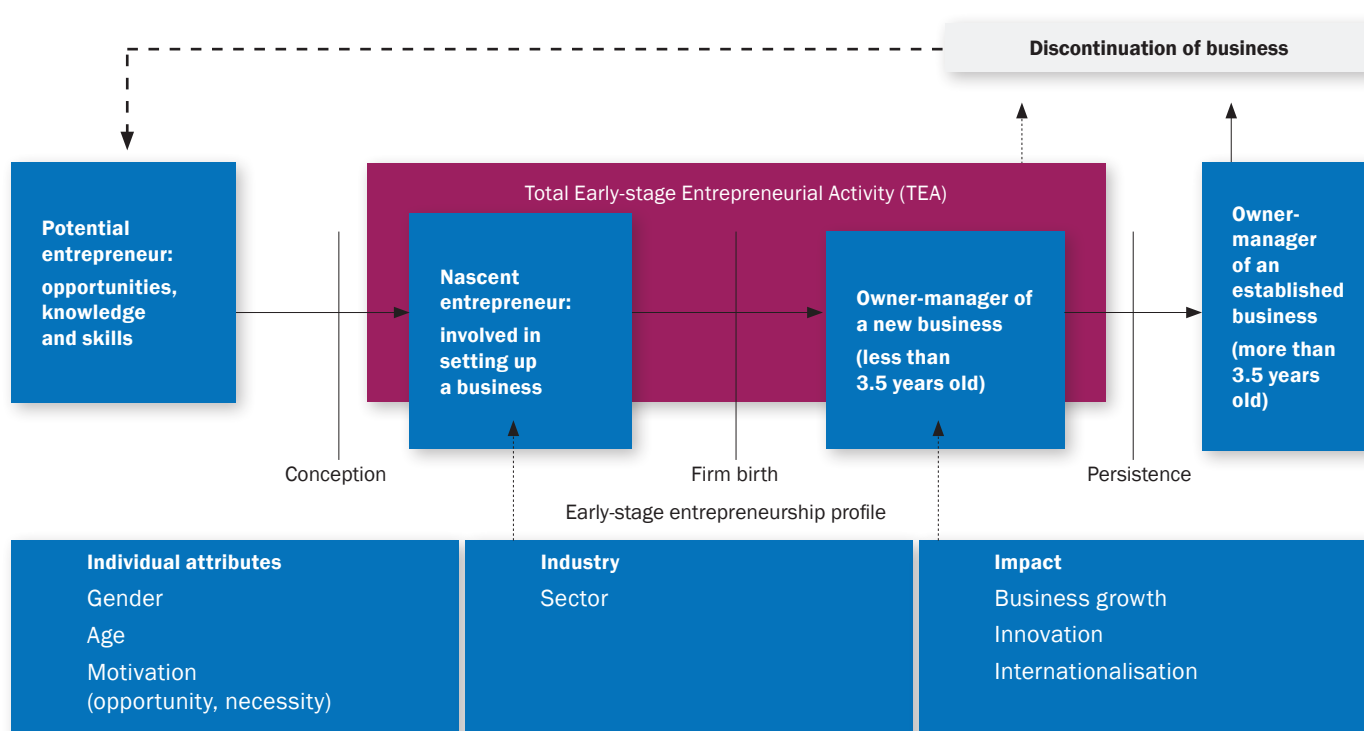 Discontinuation of business
Total Early-stage Entrepreneurial Activity (TEA)
Potential
entrepreneur:
opportunities,
knowledge
and skills
Nascent
entrepreneur:
involved in
setting up
a business
Owner-manager of
a new business
(less than
3.5 years old)
Owner-
manager
of an
established
business
(more than
3.5 years
old)
Conception
Firm birth
Persistence
Early-stage entrepreneurship profile
Individual attributes
Gender
Age
Motivation
(opportunity, necessity)
Industry
Sector
Impact
Business growth
Innovation
Internationalisation